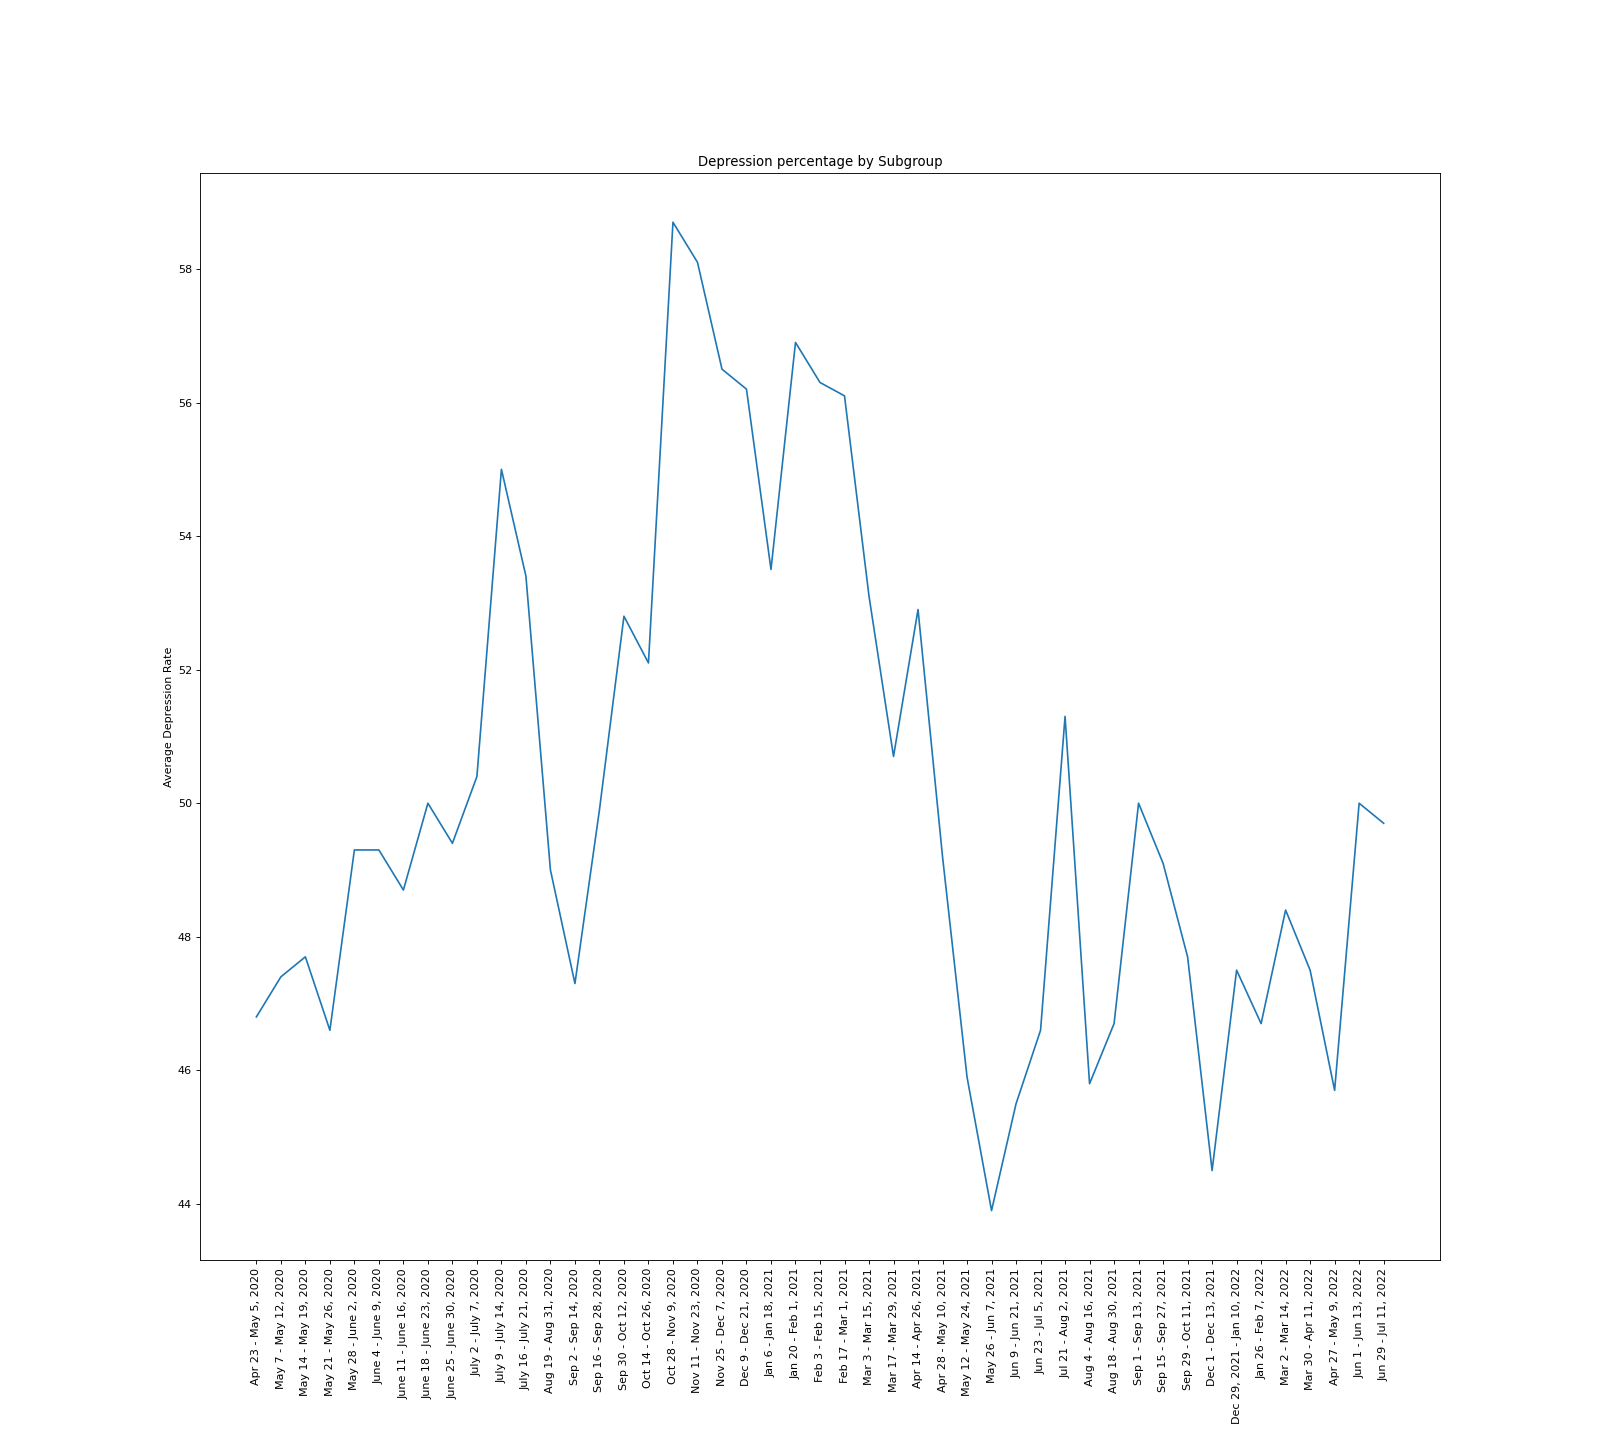 Depression percentage by Subgroup
Average Depression Rate
58
56
54
52
50
48
46
44
Apr 23 - May 5, 2020
May 7 - May 12, 2020
May 14 - May 19, 2020
May 21 - May 26, 2020
May 28 - June 2, 2020
June 4 - June 9, 2020
June 11 - June 16, 2020
June 18 - June 23, 2020
June 25 - June 30, 2020
July 2 - July 7, 2020
July 9 - July 14, 2020
July 16 - July 21, 2020
Aug 19 - Aug 31, 2020
Sep 2 - Sep 14, 2020
Sep 16 - Sep 28, 2020
Sep 30 - Oct 12, 2020
Oct 14 - Oct 26, 2020
Oct 28 - Nov 9, 2020
Nov 11 - Nov 23, 2020
Nov 25 - Dec 7, 2020
Dec 9 - Dec 21, 2020
Jan 6 - Jan 18, 2021
Jan 20 - Feb 1, 2021
Feb 3 - Feb 15, 2021
Feb 17 - Mar 1, 2021
Mar 3 - Mar 15, 2021
Mar 17 - Mar 29, 2021
Apr 14 - Apr 26, 2021
Apr 28 - May 10, 2021
May 12 - May 24, 2021
May 26 - Jun 7, 2021
Jun 9 - Jun 21, 2021
Jun 23 - Jul 5, 2021
Jul 21 - Aug 2, 2021
Aug 4 - Aug 16, 2021
Aug 18 - Aug 30, 2021
Sep 1 - Sep 13, 2021
Sep 15 - Sep 27, 2021
Sep 29 - Oct 11, 2021
Dec 1 - Dec 13, 2021
Dec 29, 2021 - Jan 10, 2022
Jan 26 - Feb 7, 2022
Mar 2 - Mar 14, 2022
Mar 30 - Apr 11, 2022
Apr 27 - May 9, 2022
Jun 1 - Jun 13, 2022
Jun 29 - Jul 11, 2022